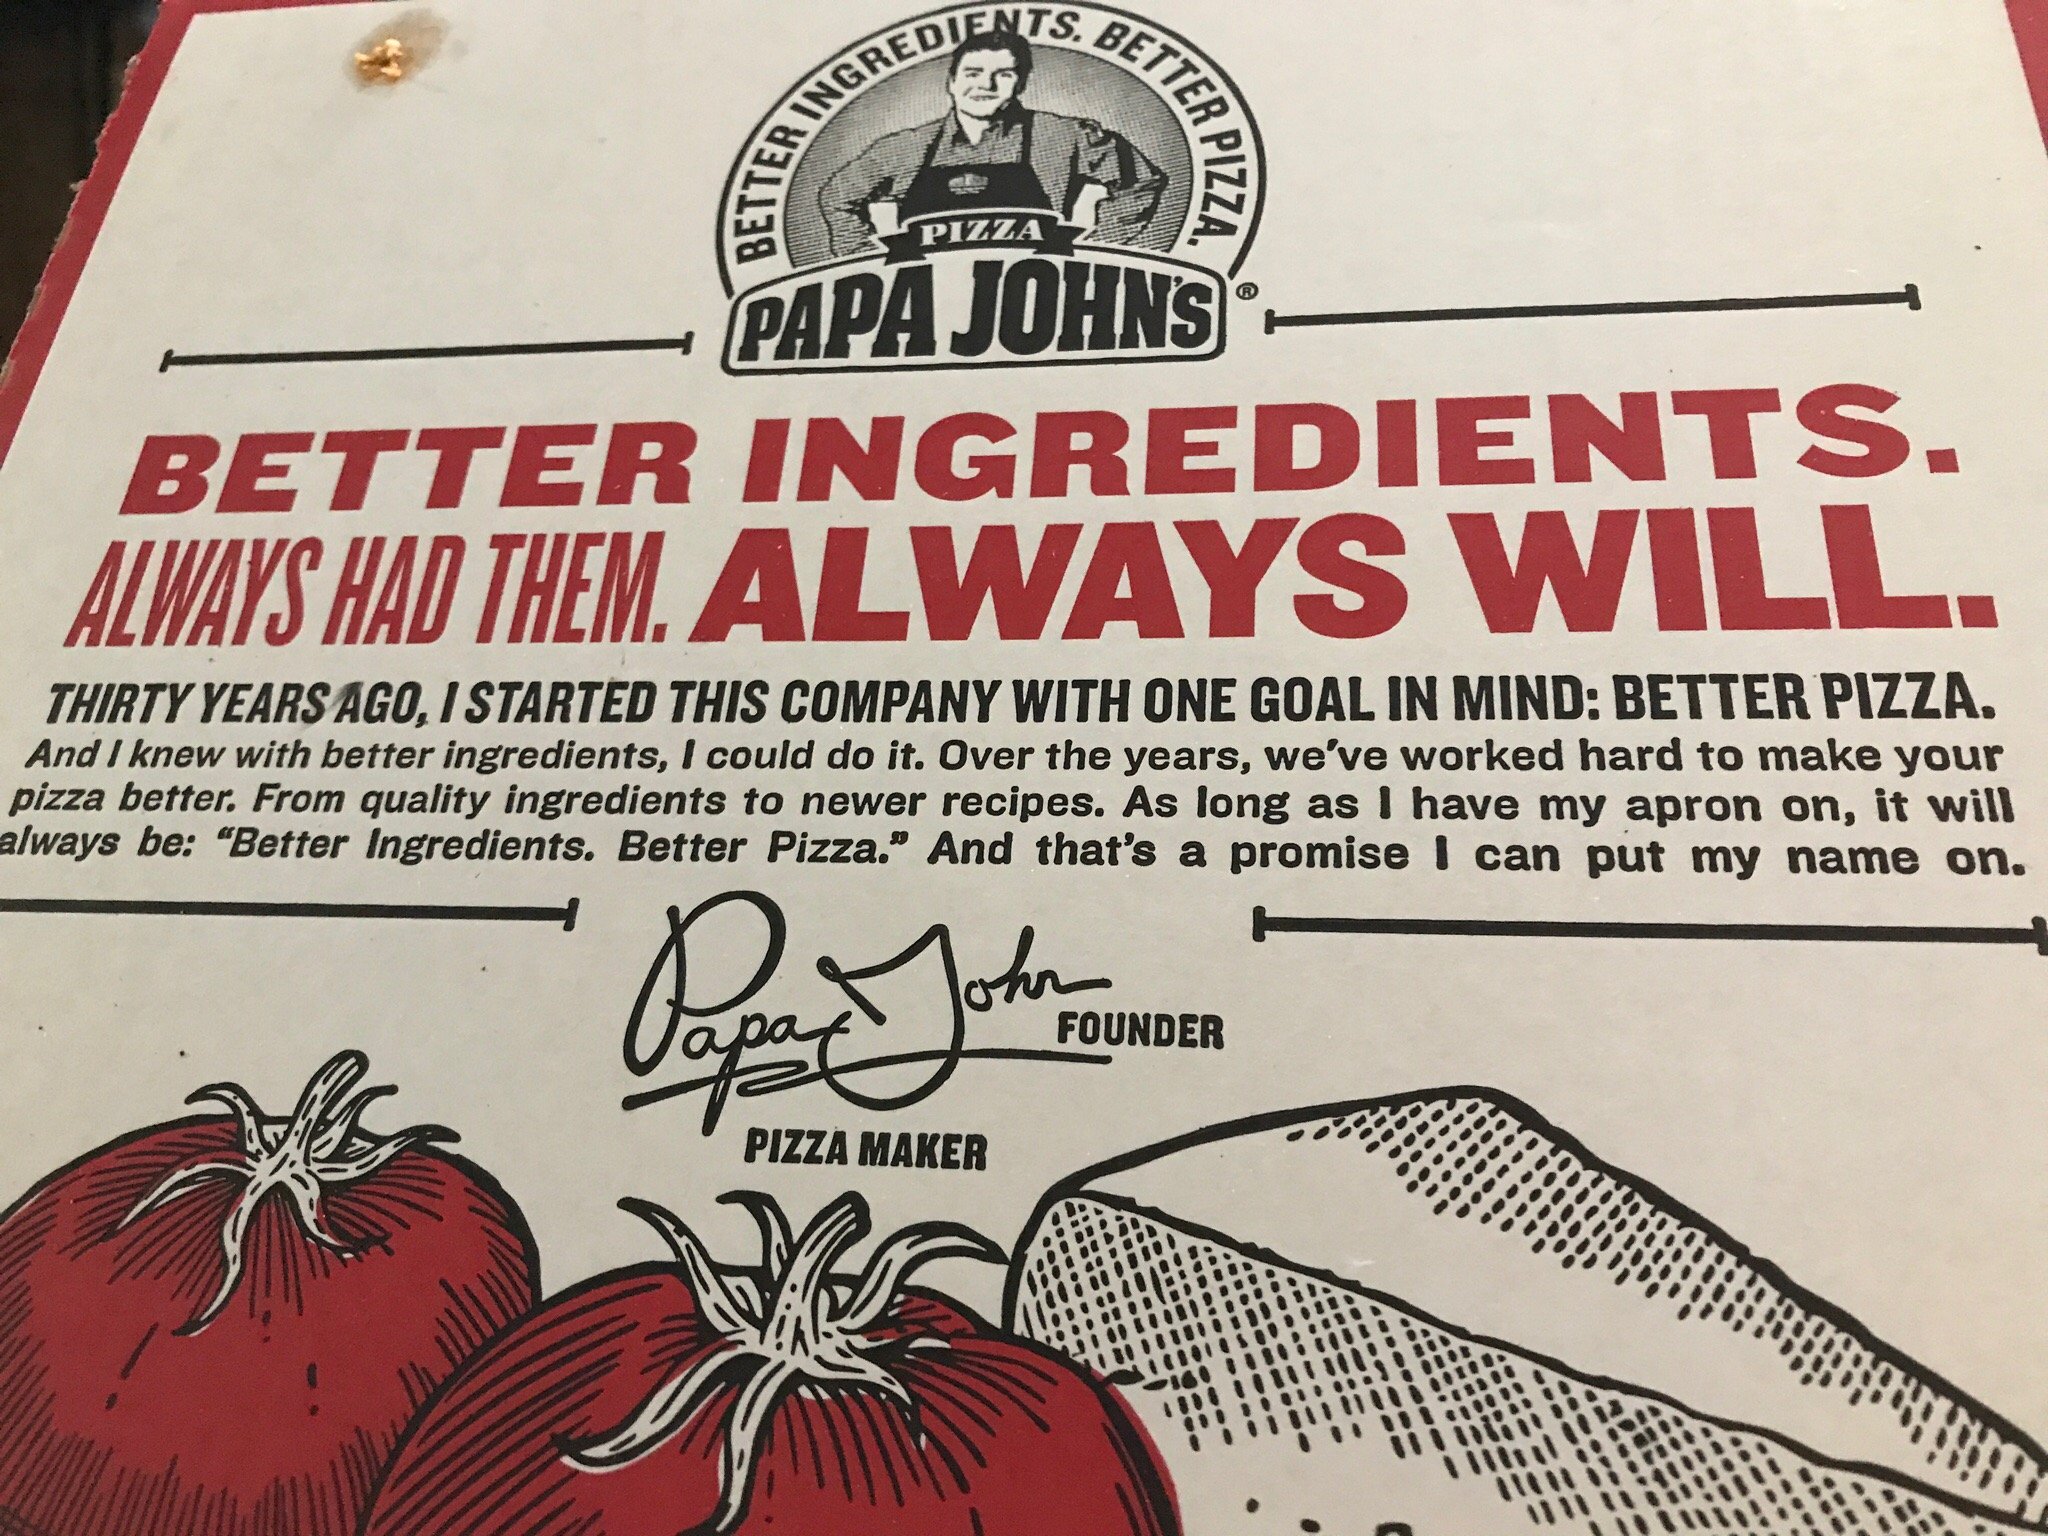 BETTER INGREDIENTS. BETTER PIZZA.
PIZZA
PAPA JOHN'S®
BETTER INGREDIENTS.
ALWAYS HAD THEM. ALWAYS WILL.
THIRTY YEARS AGO, I STARTED THIS COMPANY WITH ONE GOAL IN MIND: BETTER PIZZA.
And I knew with better ingredients, I could do it. Over the years, we've worked hard to make your
pizza better. From quality ingredients to newer recipes. As long as I have my apron on, it will
always be: “Better Ingredients. Better Pizza.” And that's a promise I can put my name on.
Papa John
FOUNDER
PIZZA MAKER